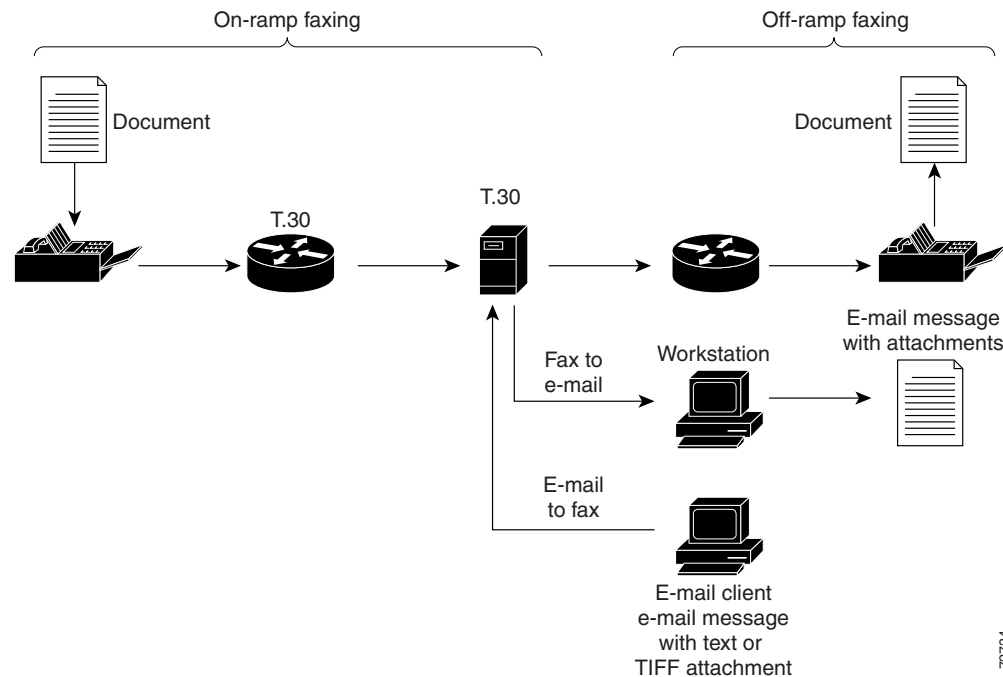 On-ramp faxing
Off-ramp faxing
Document
Document
T.30
T.30
E-mail message
with attachments
Fax to
e-mail
Workstation
E-mail
to fax
E-mail client
e-mail message
with text or
TIFF attachment